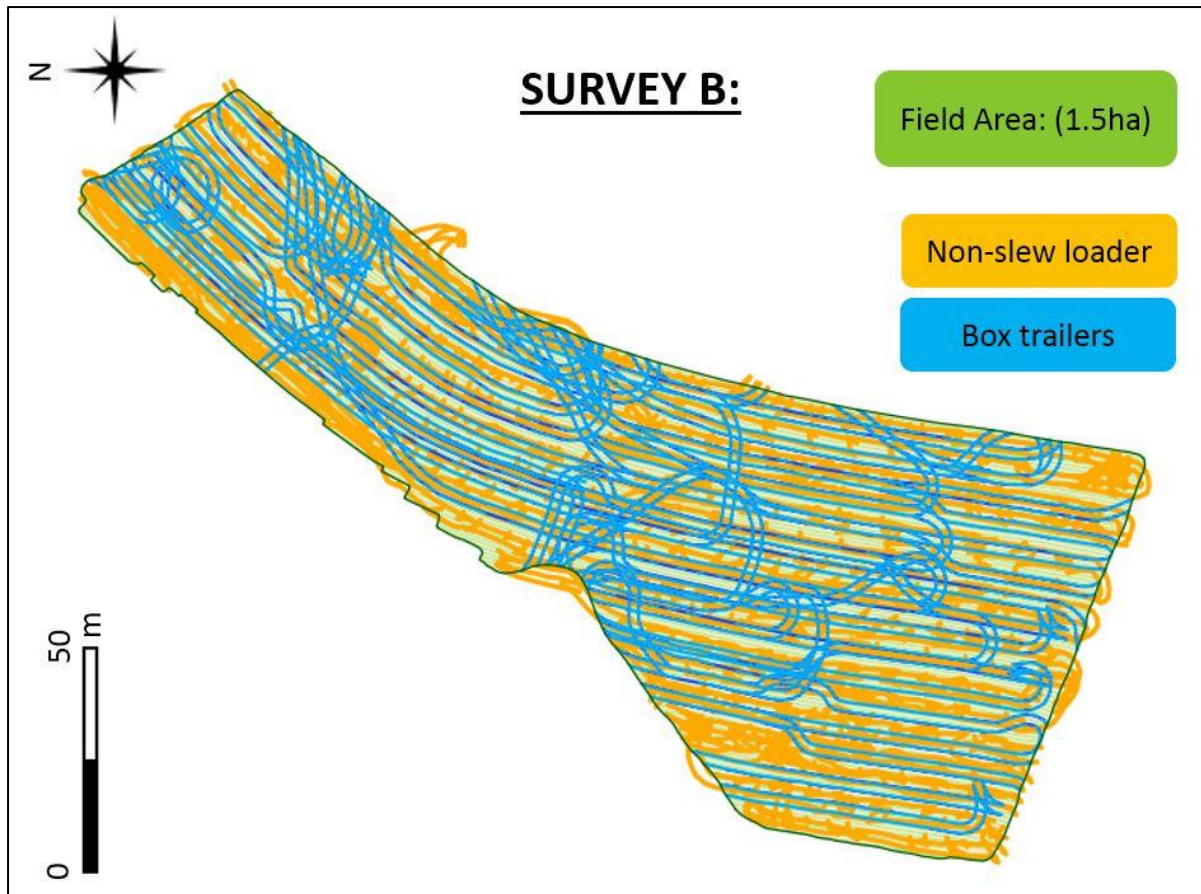 N
SURVEY B:
Field Area: (1.5ha)
Non-slew loader
Box trailers
50
m
0